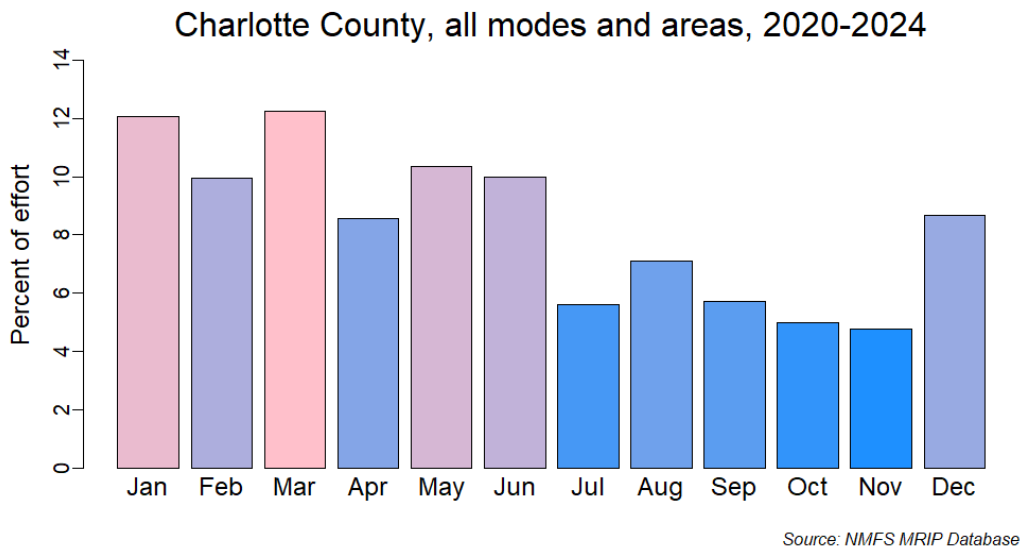 Charlotte County, all modes and areas, 2020-2024
Percent of effort
14
12
10
8
6
4
2
0
Jan Feb Mar Apr May Jun Jul Aug Sep Oct Nov Dec
Source: NMFS MRIP Database